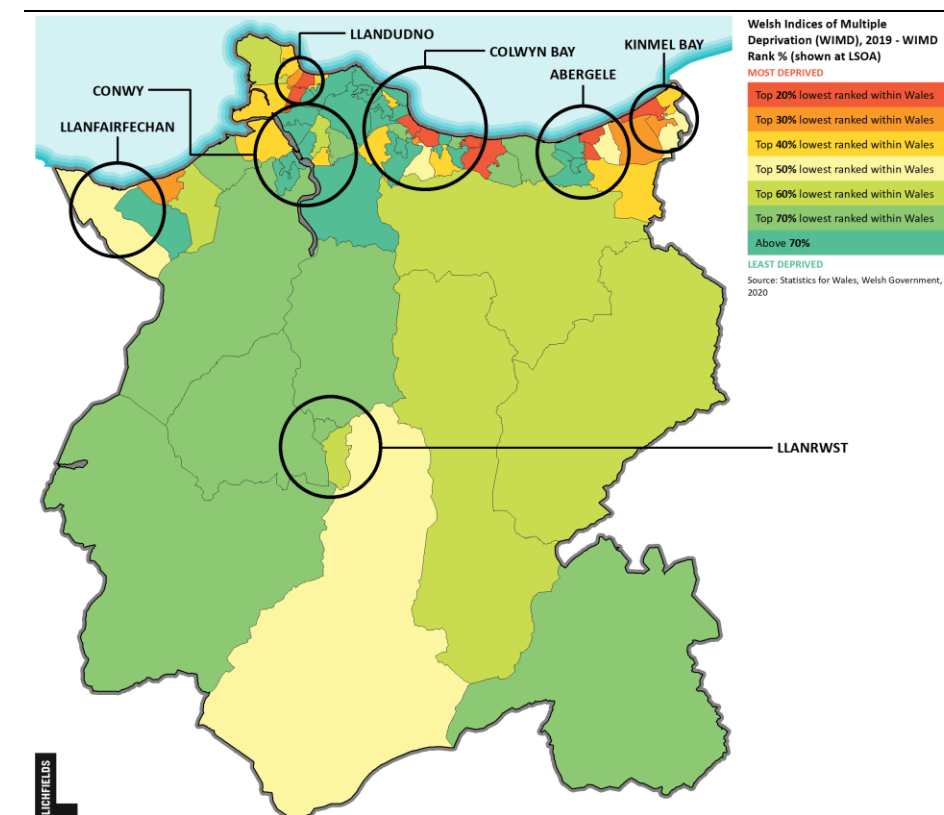 LLANDUDNO
COLWYN BAY
KINMEL BAY
ABERGELE
CONWY
LLANFAIRFECHAN
LLANRWST
Welsh Indices of Multiple
Deprivation (WIMD), 2019 - WIMD
Rank % (shown at LSOA)
MOST DEPRIVED
Top 20% lowest ranked within Wales
Top 30% lowest ranked within Wales
Top 40% lowest ranked within Wales
Top 50% lowest ranked within Wales
Top 60% lowest ranked within Wales
Top 70% lowest ranked within Wales
Above 70%
LEAST DEPRIVED
Source: Statistics for Wales, Welsh Government,
2020
LICHFIELDS